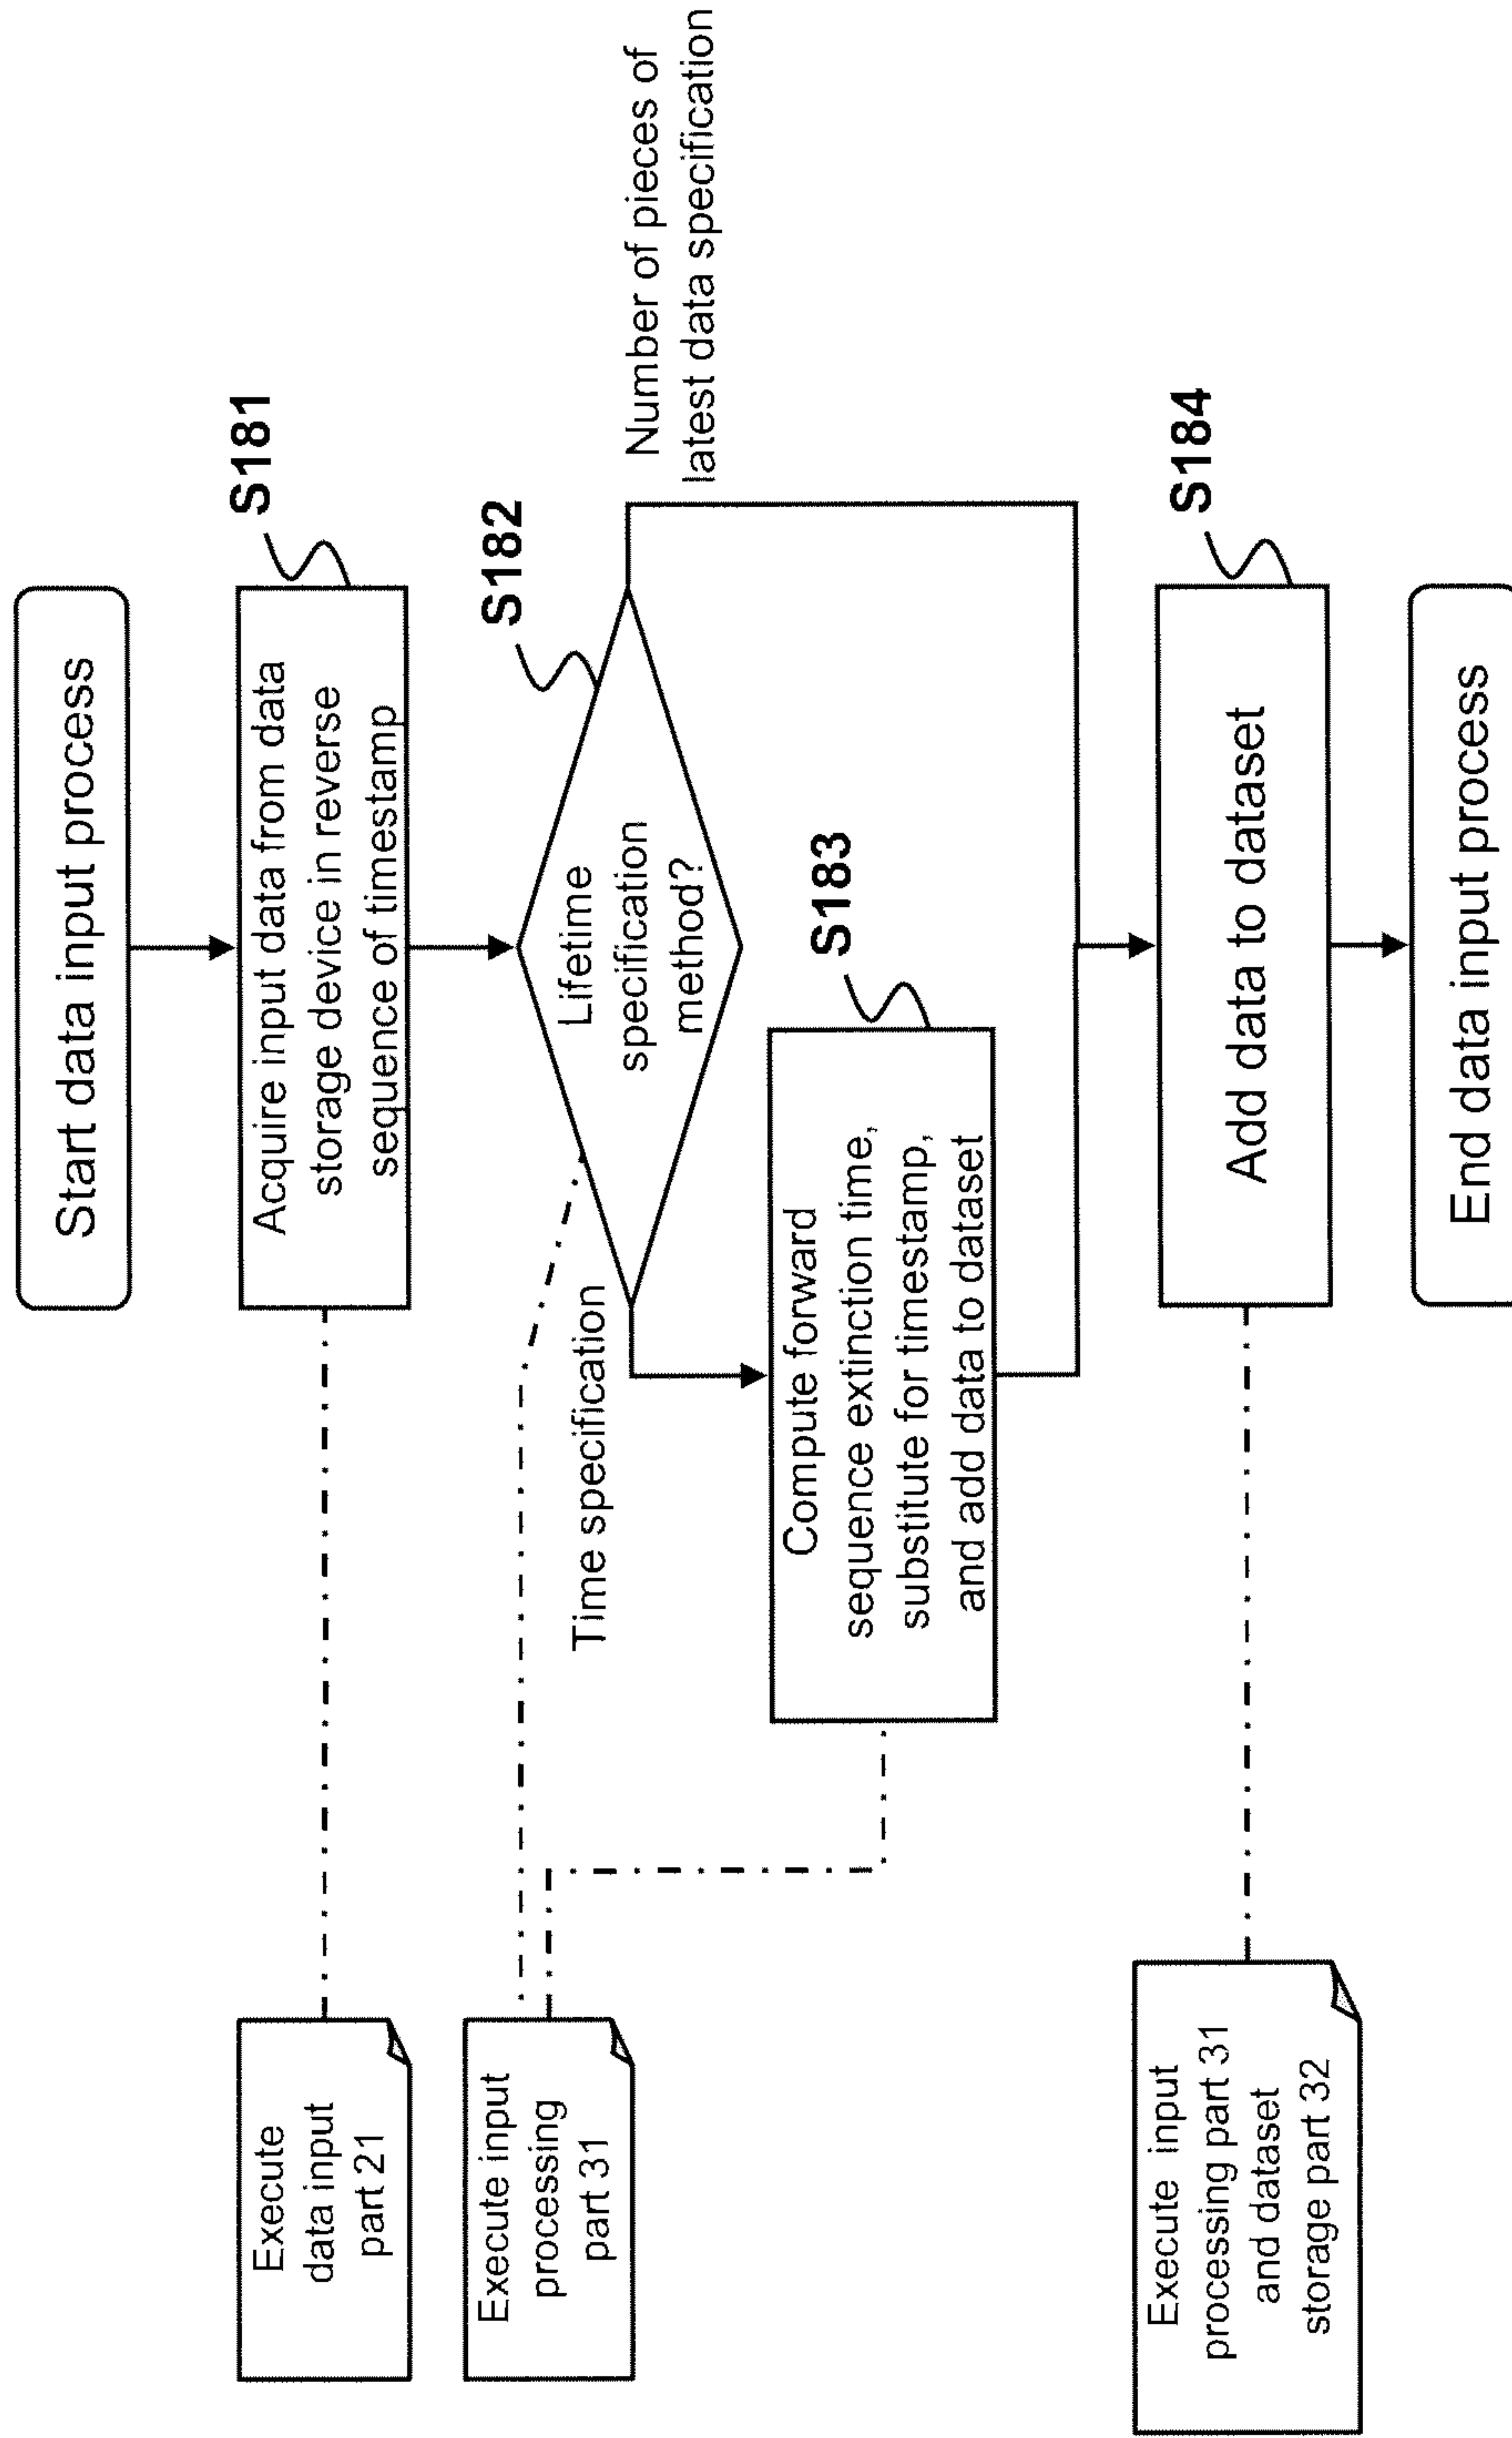 Start data input process
Acquire input data from data
storage device in reverse
sequence of timestamp
S181
Execute
data input
part 21
Lifetime
specification
method?
S182
Time specification
Number of pieces of
latest data specification
Execute input
processing
part 31
Compute forward
sequence extinction time,
substitute for timestamp,
and add data to dataset
S183
Add data to dataset
S184
Execute input
processing part 31
and dataset
storage part 32
End data input process